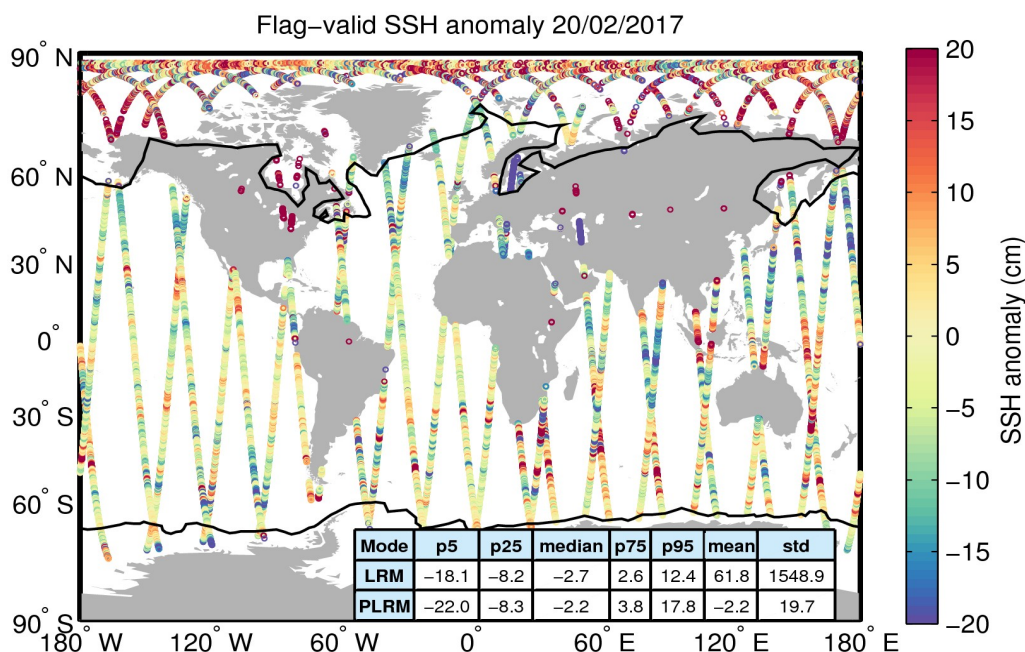 Flag−valid SSH anomaly 20/02/2017
90° N
60° N
30° N
0°
30° S
60° S
90° S
180° W
120° W
60° W
0°
60° E
120° E
180° E
20
15
10
5
0
−5
−10
−15
−20
SSH anomaly (cm)
Mode p5 p25 median p75 p95 mean std
LRM −18.1 −8.2 −2.7 2.6 12.4 61.8 1548.9
PLRM −22.0 −8.3 −2.2 3.8 17.8 −2.2 19.7